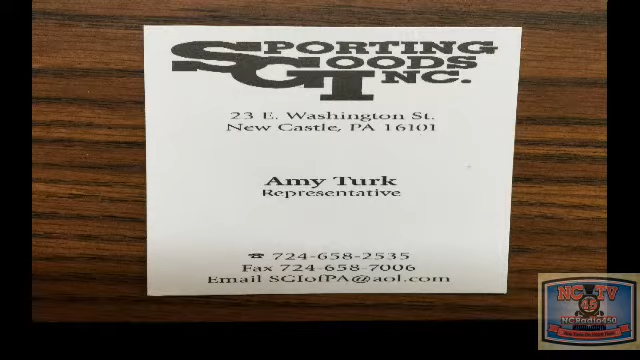 SPORTING
GOODS
INC.
23 E. Washington St.
New Castle, PA 16101
Amy Turk
Representative
☎ 724-658-2535
Fax 724-658-7006
Email SGIofPA@aol.com
NC TV
45
NCRadio450